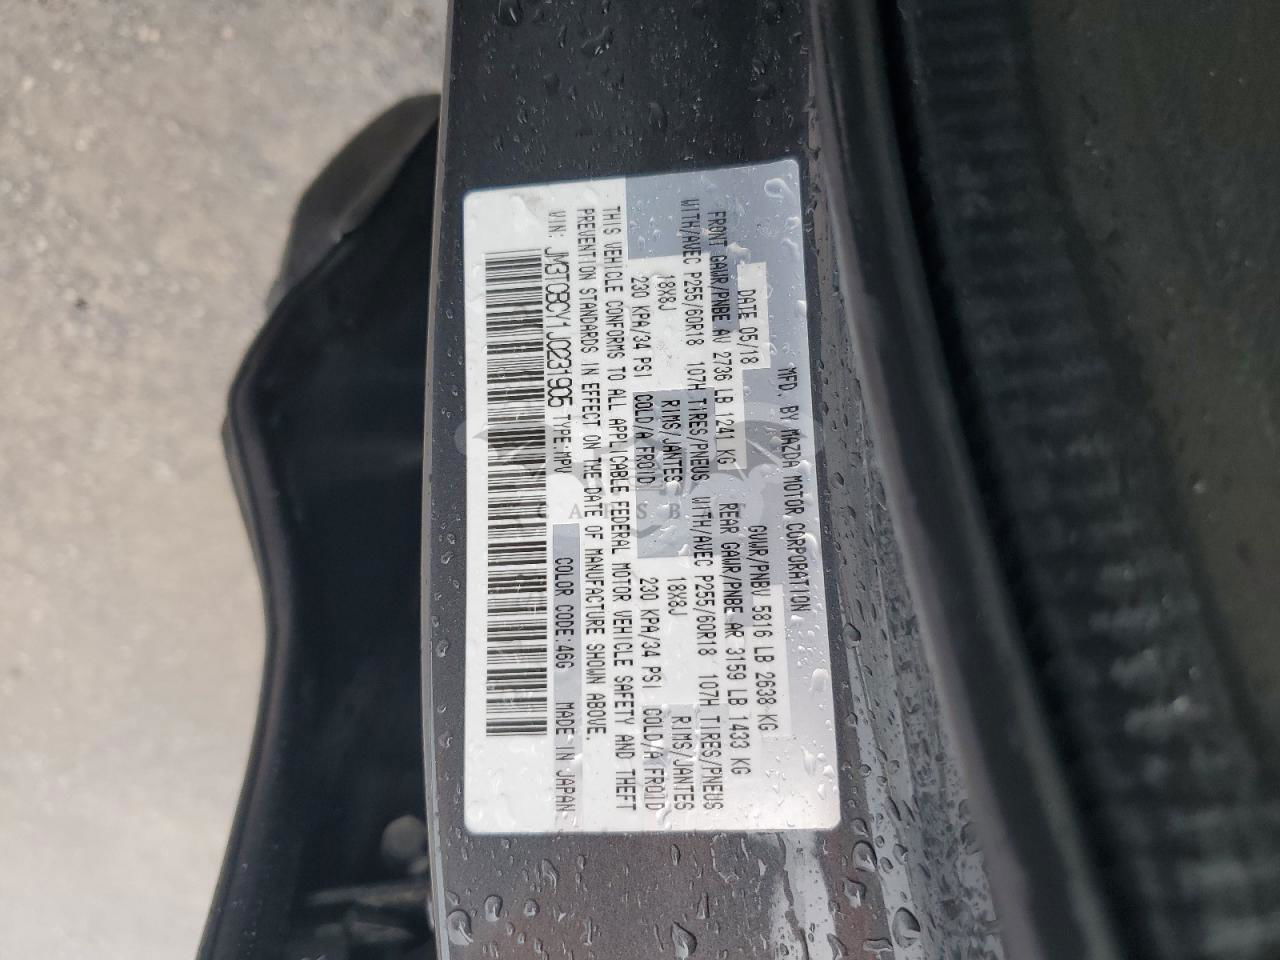 MFD. BY MAZDA MOTOR CORPORATION
DATE 05/18 GVWR/PNBV 5816 LB 2638 KG
FRONT GAWR/PNBE AV 2736 LB 1241 KG REAR GAWR/PNBE AR 3159 LB 1433 KG
WITH/AVEC P255/60R18 107H TIRES/PNEUS WITH/AVEC P255/60R18 107H TIRES/PNEUS
18X8J RIMS/JANTES 18X8J RIMS/JANTES
230 KPA/34 PSI COLD/A FROID 230 KPA/34 PSI COLD/A FROID
THIS VEHICLE CONFORMS TO ALL APPLICABLE FEDERAL MOTOR VEHICLE SAFETY AND THEFT
PREVENTION STANDARDS IN EFFECT ON THE DATE OF MANUFACTURE SHOWN ABOVE.
VIN: JM3TCBCY1J0231905 TYPE:MPV COLOR CODE:46G MADE IN JAPAN